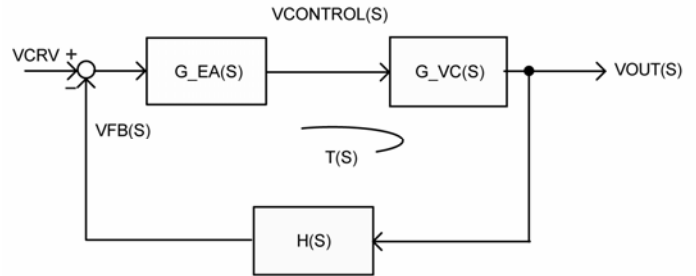 VCONTROL(S)
VCRV +
G_EA(S)
G_VC(S)
VOUT(S)
−
VFB(S)
T(S)
H(S)